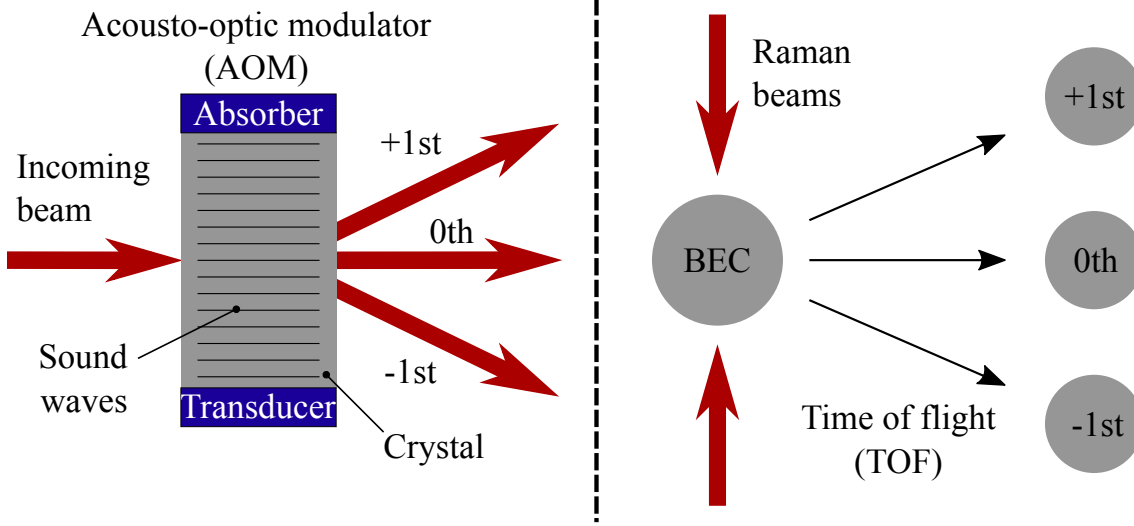 Acousto-optic modulator
(AOM)
Absorber
Incoming
beam
+1st
0th
-1st
Sound
waves
Transducer
Crystal
Raman
beams
BEC
+1st
0th
-1st
Time of flight
(TOF)